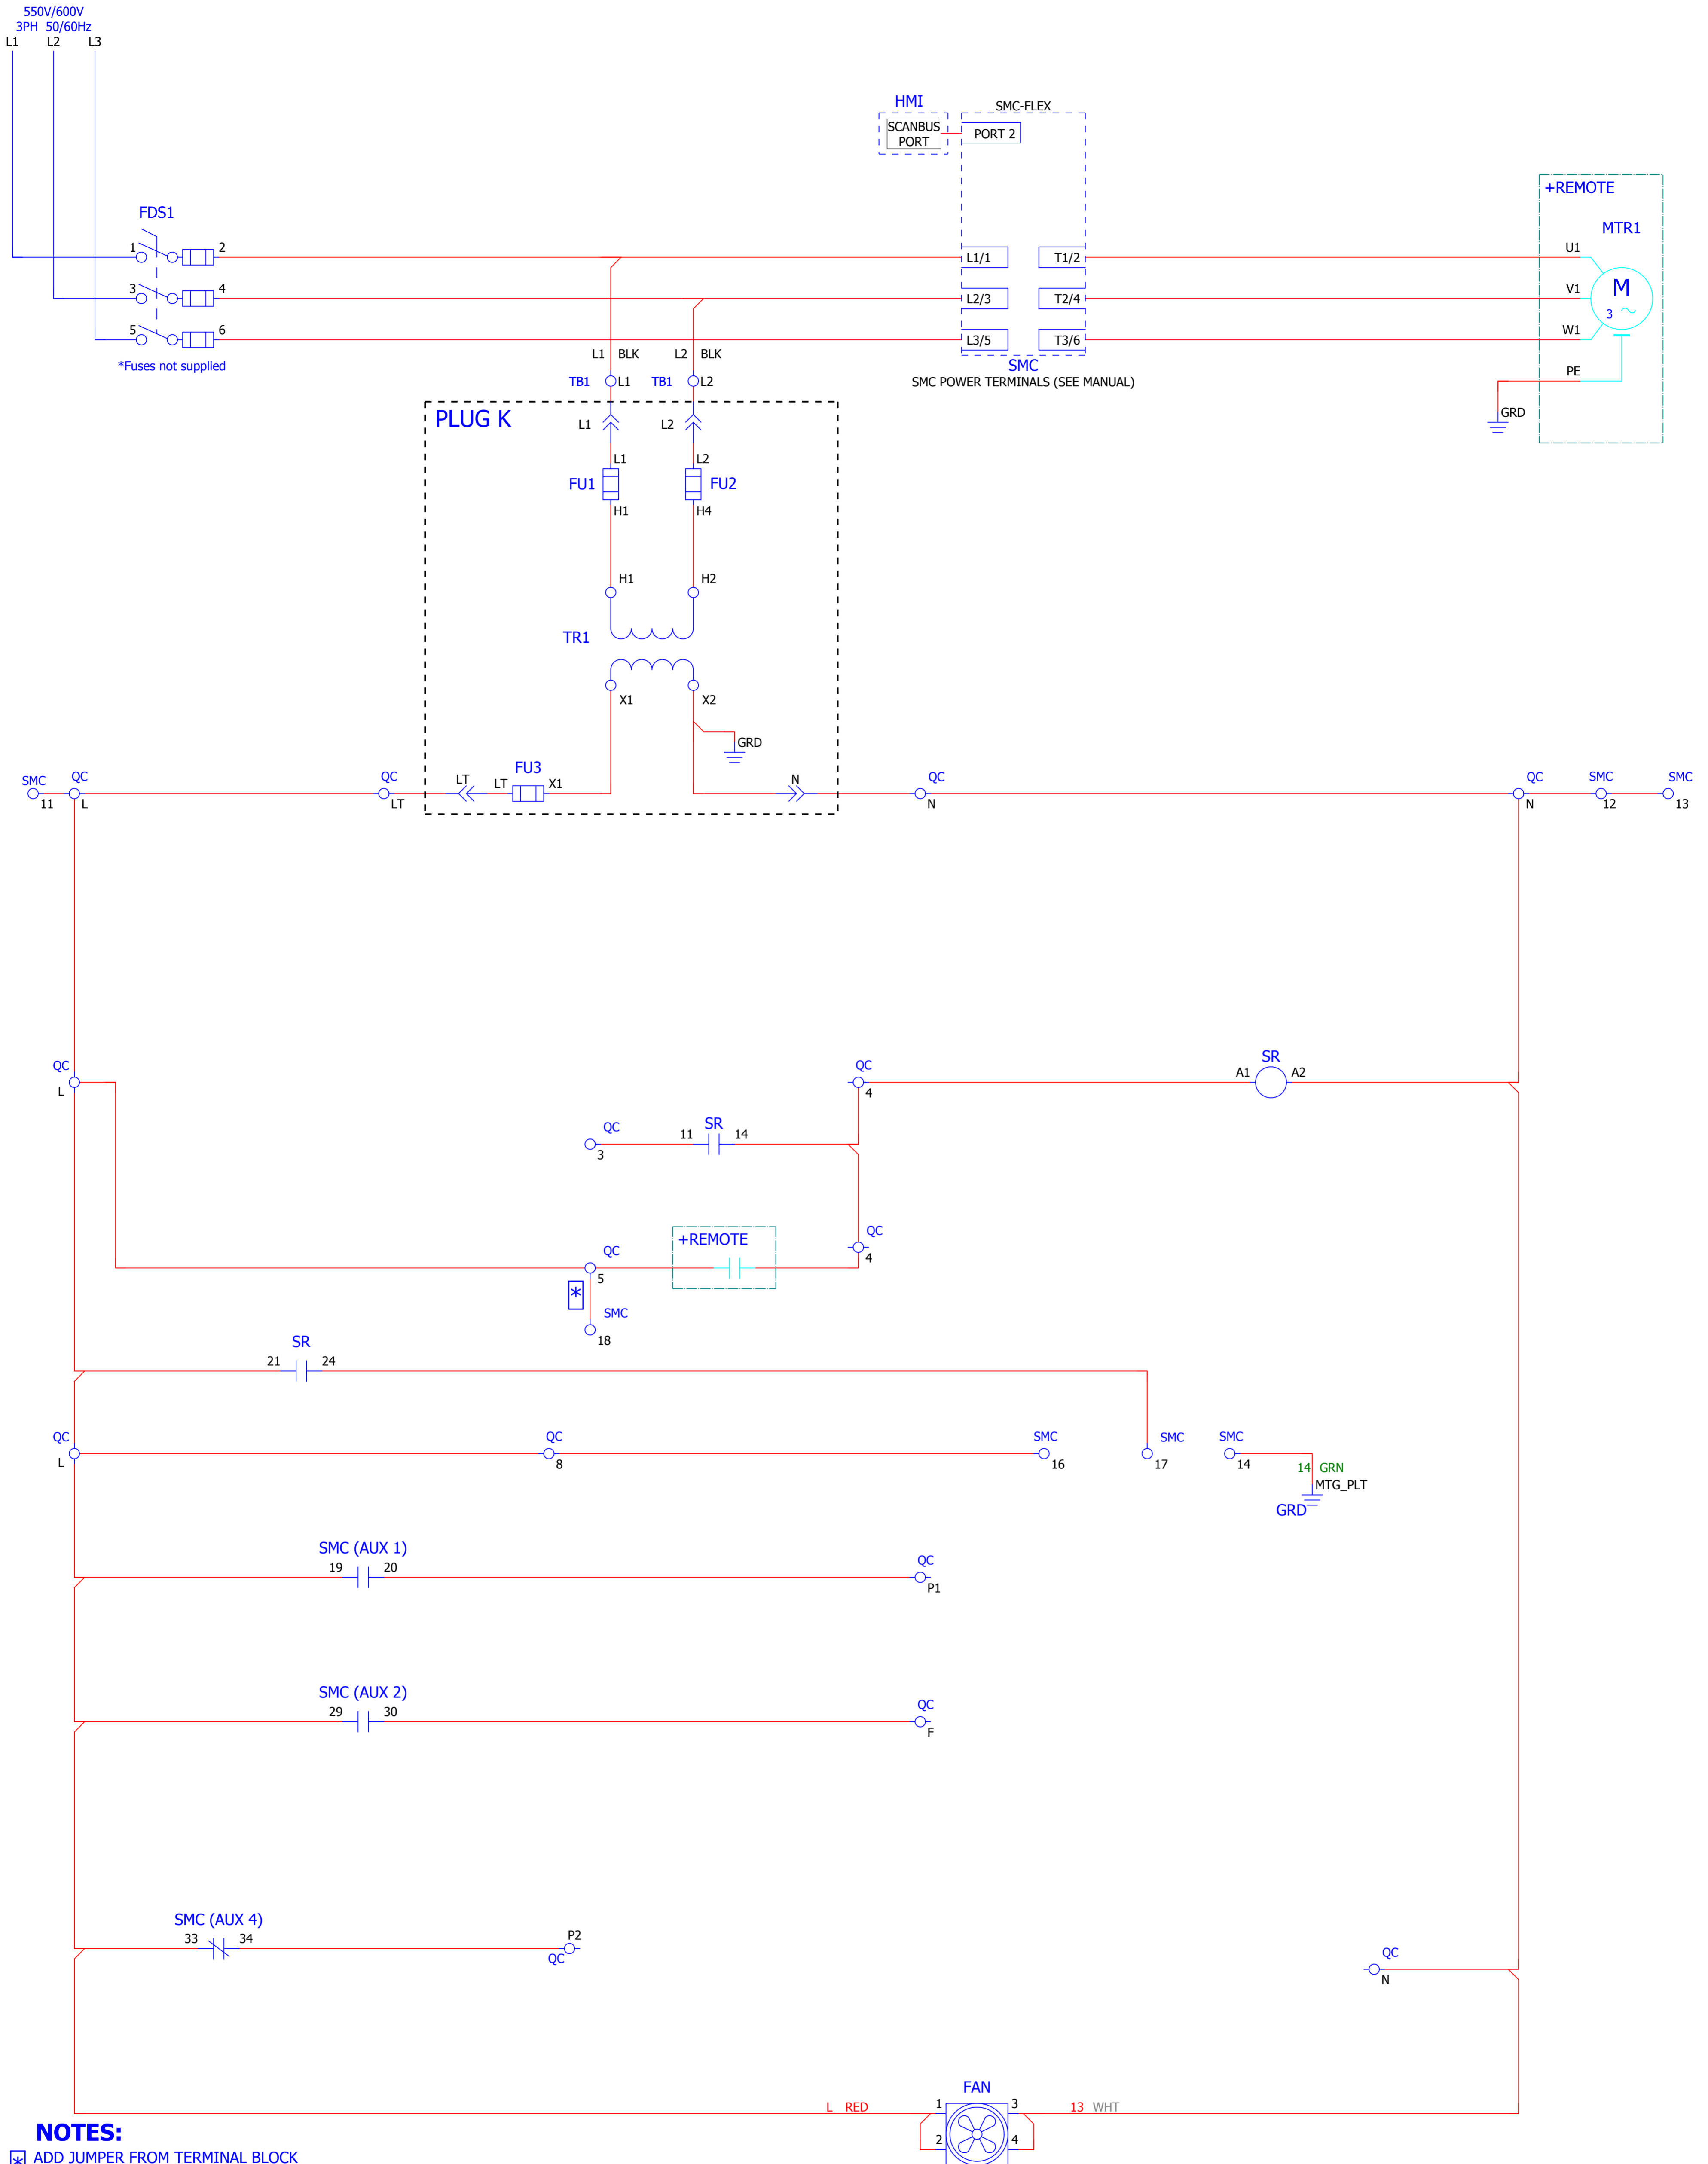 550V/600V
3PH 50/60Hz
L1 L2 L3
HMI
SCANBUS
PORT
SMC-FLEX
PORT 2
+REMOTE
MTR1
FDS1
1 2
3 4
5 6
*Fuses not supplied
L1/1 T1/2
L2/3 T2/4
L3/5 T3/6
SMC
SMC POWER TERMINALS (SEE MANUAL)
U1
V1
W1
PE
M
3
GRD
L1 BLK L2 BLK
TB1 L1 TB1 L2
PLUG K
L1 L2
L1 L2
FU1 FU2
H1 H4
H1 H2
TR1
X1 X2
GRD
SMC QC QC
11 L LT
LT LT FU3 X1
N
QC
N
QC SMC SMC
N 12 13
QC
L
QC
4
SR
A1 A2
QC
3
SR
11 14
QC
4
QC
5
+REMOTE
*
SMC
18
SR
21 24
QC
L
QC
8
SMC
16
SMC
17
SMC
14
14 GRN
MTG_PLT
GRD
SMC (AUX 1)
19 20
QC
P1
SMC (AUX 2)
29 30
QC
F
SMC (AUX 4)
33 34
P2
QC
QC
N
FAN
L RED 1 3 13 WHT
2 4
NOTES:
* ADD JUMPER FROM TERMINAL BLOCK